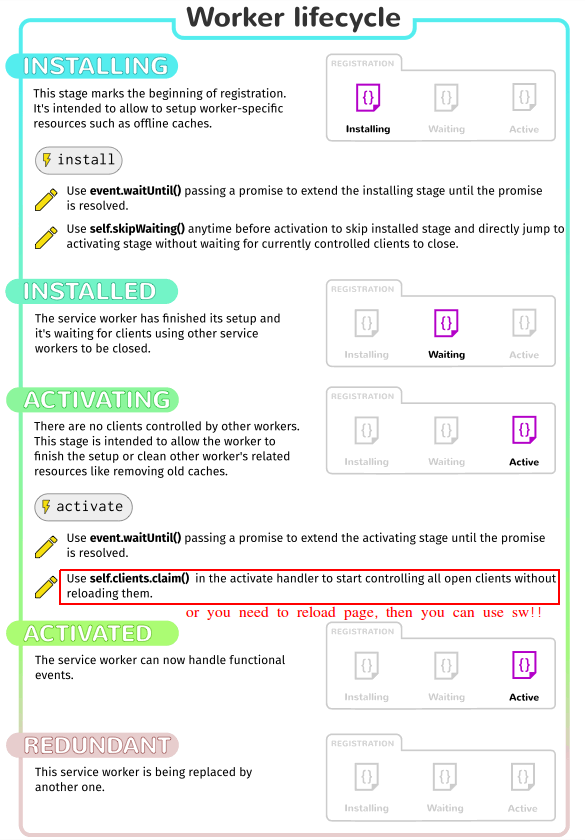 Worker lifecycle
INSTALLING
This stage marks the beginning of registration.
It's intended to allow to setup worker-specific
resources such as offline caches.
REGISTRATION
{}
{}
{}
Installing
Waiting
Active
install
Use event.waitUntil() passing a promise to extend the installing stage until the promise
is resolved.
Use self.skipWaiting() anytime before activation to skip installed stage and directly jump to
activating stage without waiting for currently controlled clients to close.
INSTALLED
The service worker has finished its setup and
it's waiting for clients using other service
workers to be closed.
REGISTRATION
{}
{}
{}
Installing
Waiting
Active
ACTIVATING
There are no clients controlled by other workers.
This stage is intended to allow the worker to
finish the setup or clean other worker's related
resources like removing old caches.
REGISTRATION
{}
{}
{}
Installing
Waiting
Active
activate
Use event.waitUntil() passing a promise to extend the activating stage until the promise
is resolved.
Use self.clients.claim() in the activate handler to start controlling all open clients without
reloading them.
or you need to reload page, then you can use sw!!
ACTIVATED
The service worker can now handle functional
events.
REGISTRATION
{}
{}
{}
Installing
Waiting
Active
REDUNDANT
This service worker is being replaced by
another one.
REGISTRATION
{}
{}
{}
Installing
Waiting
Active